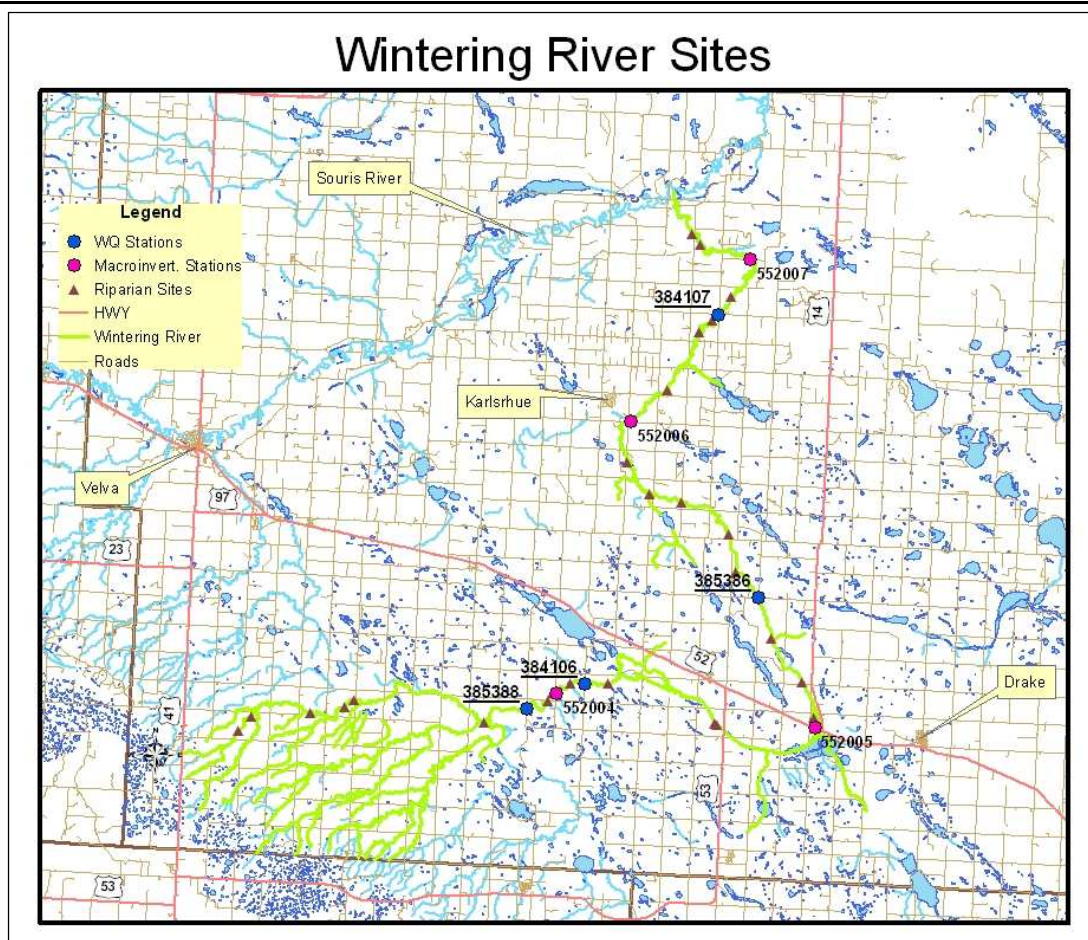 Wintering River Sites
Souris River
Legend
WQ Stations
Macroinvert. Stations
Riparian Sites
HWY
Wintering River
Roads
552007
384107
14
Karlsrhue
552006
Velva
97
23
385386
52
384106
Drake
385388
552004
41
552005
53
53